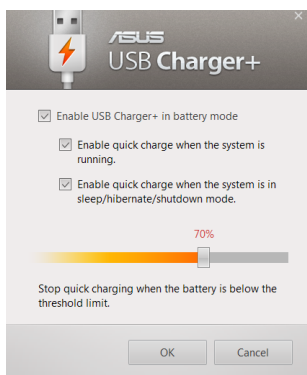 ASUS
USB Charger+
Enable USB Charger+ in battery mode
Enable quick charge when the system is
running.
Enable quick charge when the system is in
sleep/hibernate/shutdown mode.
70%
Stop quick charging when the battery is below the
threshold limit.
OK Cancel